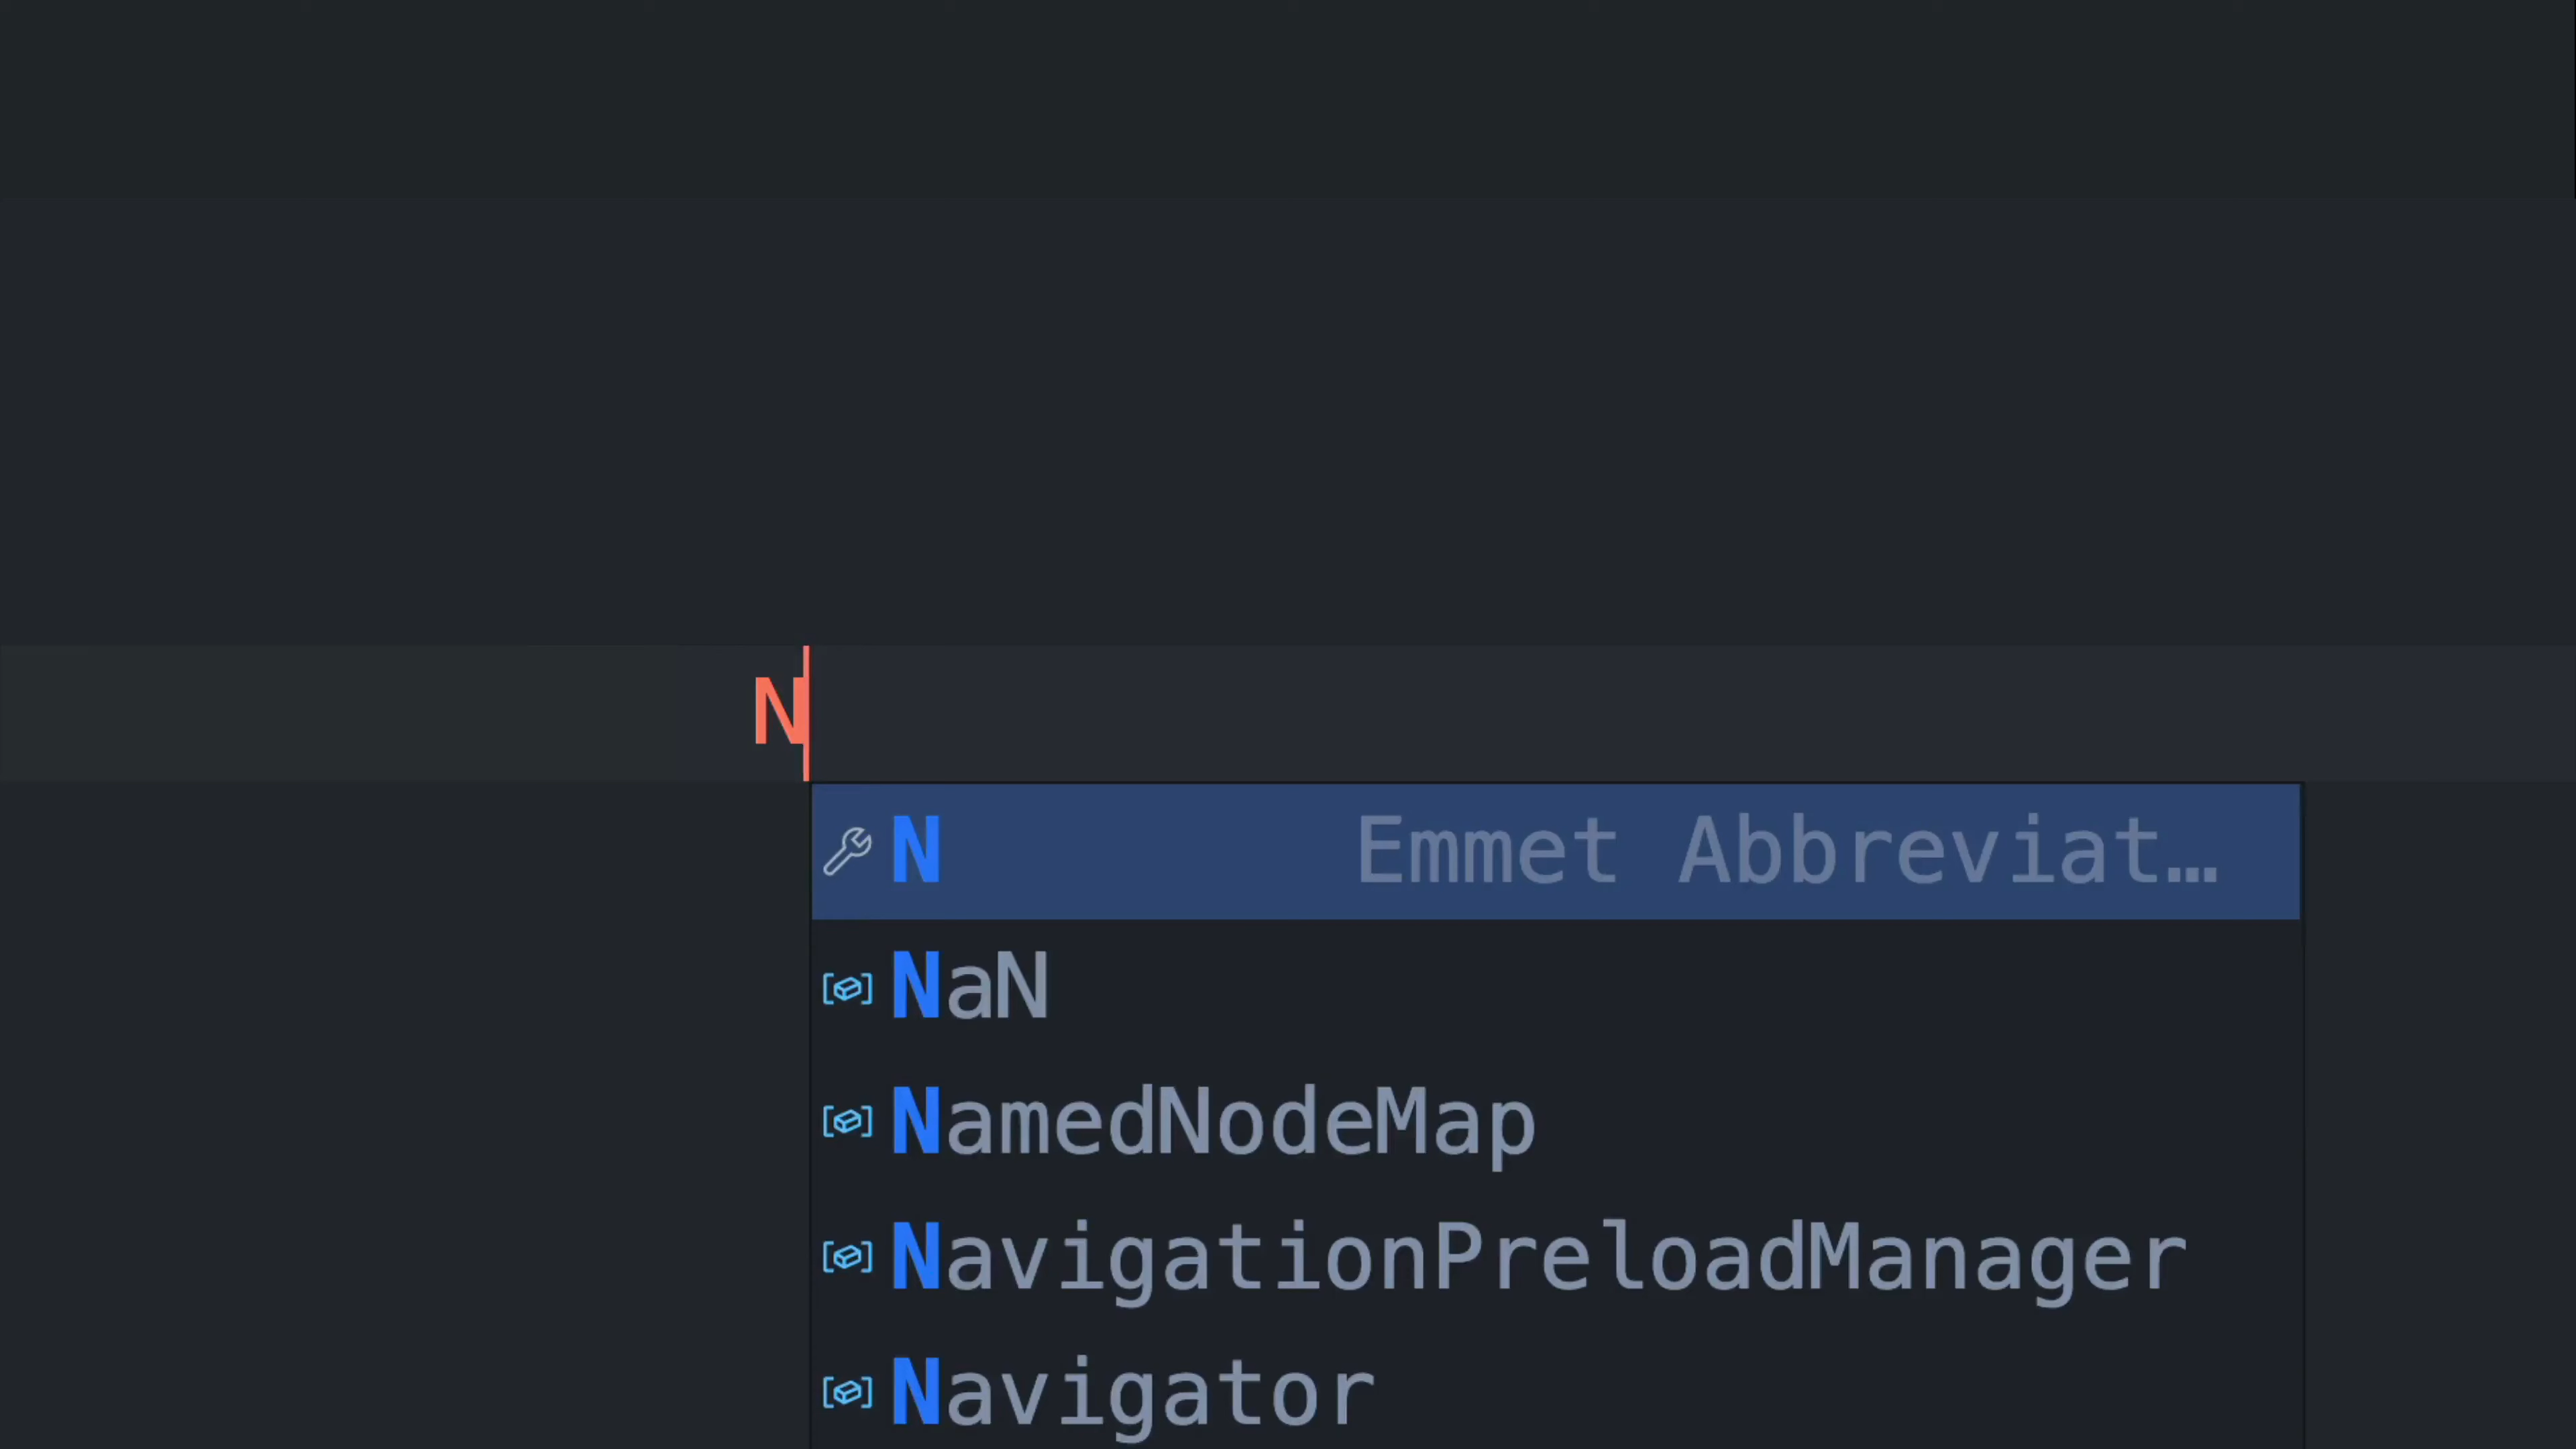 N
N Emmet Abbreviat…
NaN
NamedNodeMap
NavigationPreloadManager
Navigator